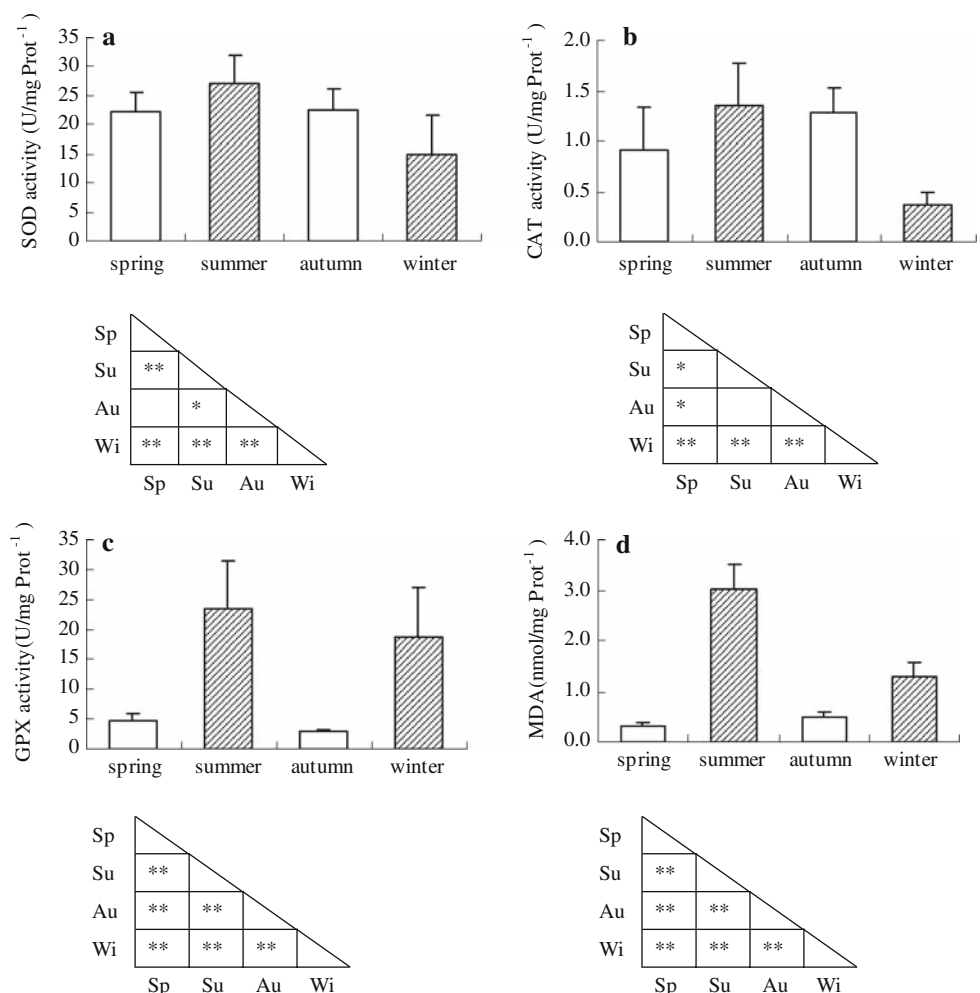 a
SOD activity (U/mg Prot⁻¹)
35
30
25
20
15
10
5
0
spring summer autumn winter
b
CAT activity (U/mg Prot⁻¹)
2.0
1.5
1.0
0.5
0.0
spring summer autumn winter
Sp
Su **
Au *
Wi ** ** **
Sp Su Au Wi
Sp
Su *
Au *
Wi ** ** **
Sp Su Au Wi
c
GPX activity (U/mg Prot⁻¹)
35
30
25
20
15
10
5
0
spring summer autumn winter
d
MDA(nmol/mg Prot⁻¹)
4.0
3.0
2.0
1.0
0.0
spring summer autumn winter
Sp
Su **
Au ** **
Wi ** ** **
Sp Su Au Wi
Sp
Su **
Au ** **
Wi ** ** **
Sp Su Au Wi